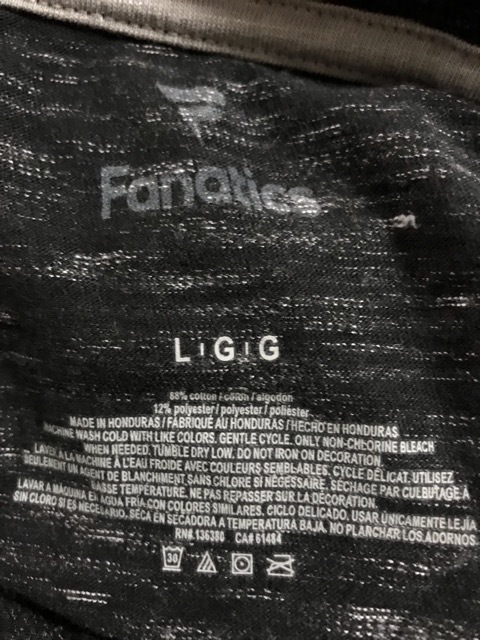 Fanatics
L I G I G
88% cotton / coton / algodon
12% polyester / polyester / poliéster
MADE IN HONDURAS / FABRIQUÉ AU HONDURAS / HECHO EN HONDURAS
MACHINE WASH COLD WITH LIKE COLORS. GENTLE CYCLE. ONLY NON-CHLORINE BLEACH
WHEN NEEDED. TUMBLE DRY LOW. DO NOT IRON ON DECORATION.
LAVER A LA MACHINE À L'EAU FROIDE AVEC COULEURS SEMBLABLES. CYCLE DÉLICAT. UTILISEZ
SEULEMENT UN AGENT DE BLANCHIMENT SANS CHLORE SI NÉCESSAIRE. SÉCHAGE PAR CULBUTAGE À
BASSE TEMPÉRATURE. NE PAS REPASSER SUR LA DÉCORATION.
LAVAR A MÁQUINA EN AGUA FRIA CON COLORES SIMILARES. CICLO DELICADO. USAR ÚNICAMENTE LEJÍA
SIN CLORO SI ES NECESARIO. SECA EN SECADORA A TEMPERATURA BAJA. NO PLANCHAR LOS ADORNOS
RN# 136380 CA# 61484
30